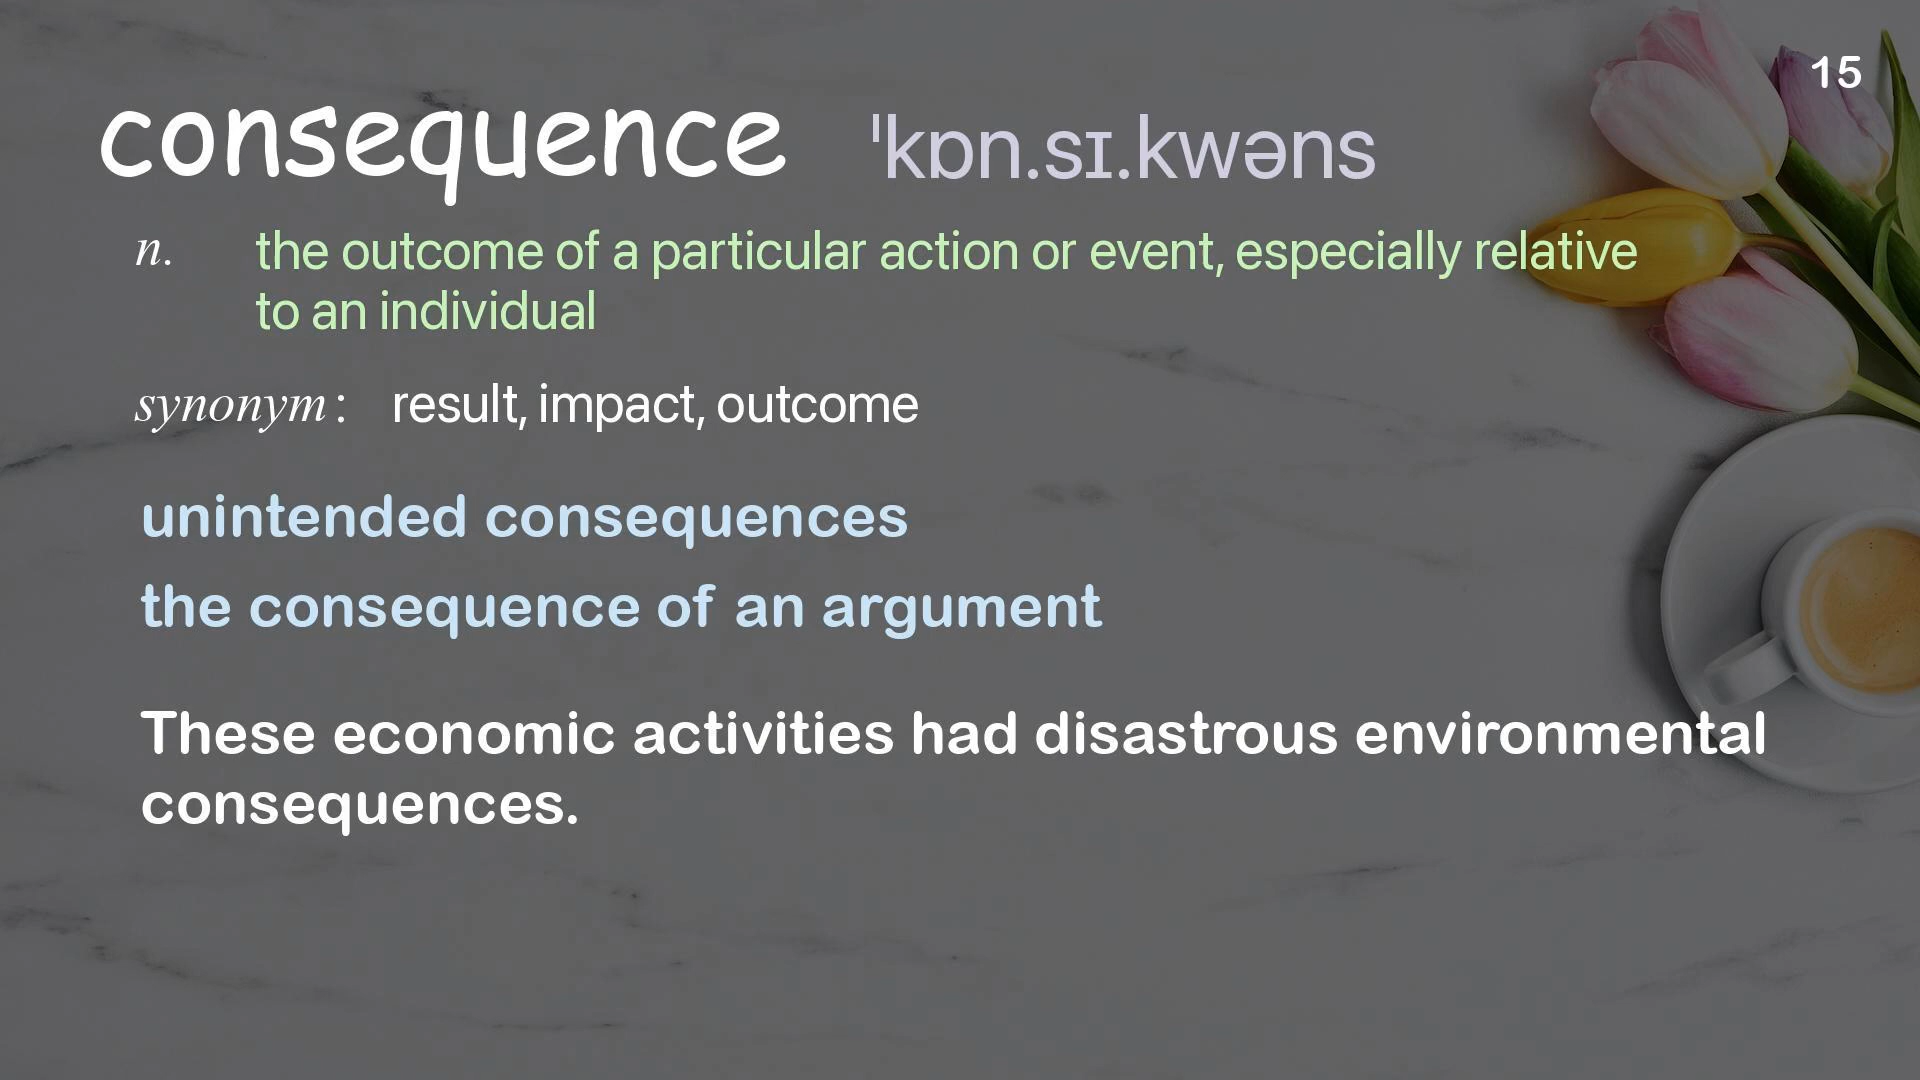 15
consequence ˈkɒn.sɪ.kwəns
n. the outcome of a particular action or event, especially relative
to an individual
synonym: result, impact, outcome
unintended consequences
the consequence of an argument
These economic activities had disastrous environmental
consequences.